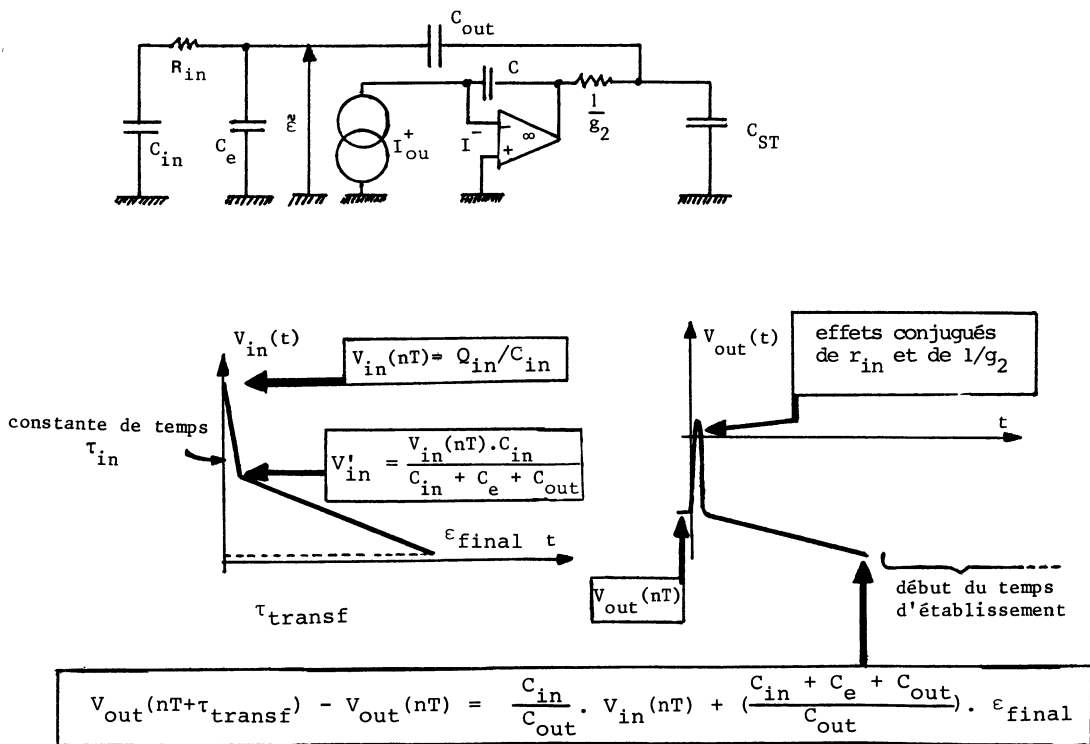 C_out
R_in
C
1/g_2
C_in
C_e
ε̃
I_ou^+
I^-
-
∞
+
C_ST
V_in(t)
V_in(nT)= Q_in/C_in
constante de temps
τ_in
V'_in = V_in(nT).C_in / C_in + C_e + C_out
ε_final t
τ_transf
V_out(t)
effets conjugués
de r_in et de 1/g_2
t
V_out(nT)
début du temps
d'établissement
V_out(nT+τ_transf) - V_out(nT) = C_in/C_out . V_in(nT) + (C_in + C_e + C_out / C_out). ε_final